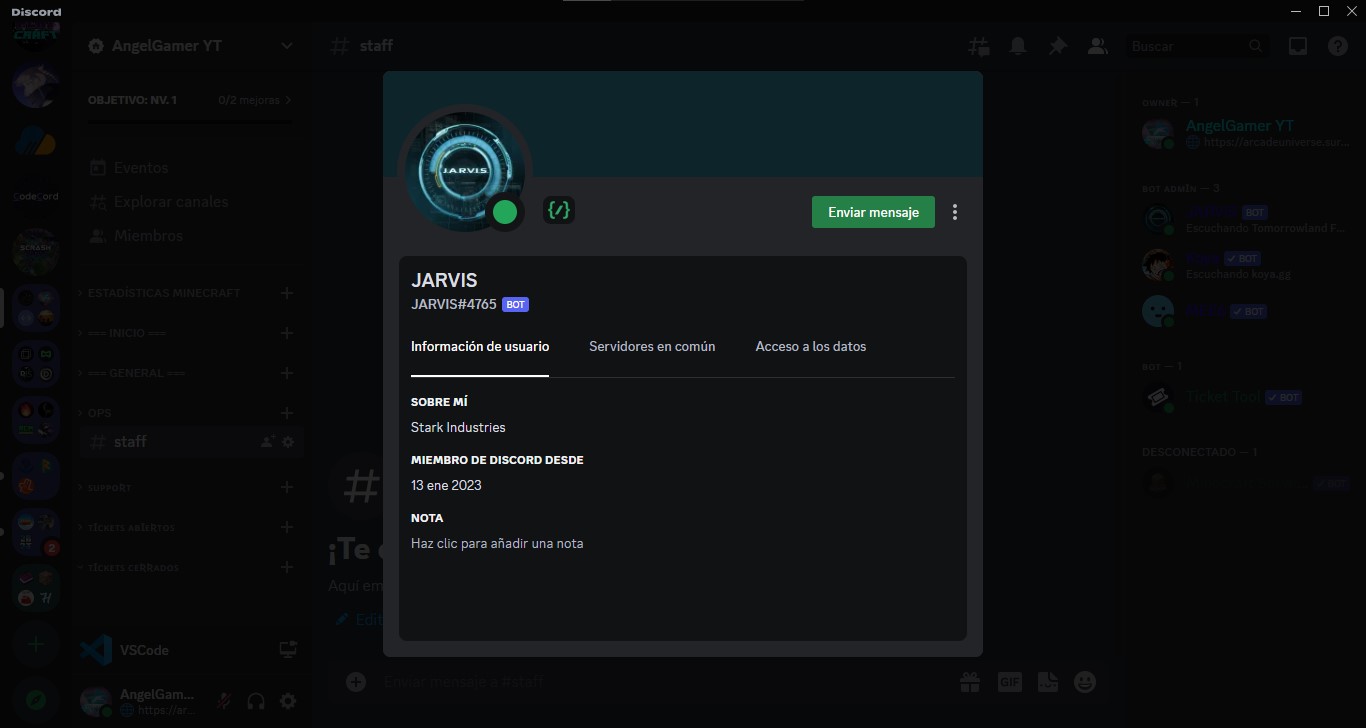 Discord
AngelGamer YT
OBJETIVO: NV. 1
0/2 mejoras
Eventos
Explorar canales
Miembros
ESTADÍSTICAS MINECRAFT
=== INICIO ===
=== GENERAL ===
OPS
staff
SUPPORT
TICKETS ABIERTOS
TICKETS CERRADOS
VSCode
AngelGam...
https://ar...
CodeCord
2
staff
Buscar
JARVIS
Enviar mensaje
JARVIS
JARVIS#4765 BOT
Información de usuario
Servidores en común
Acceso a los datos
SOBRE MÍ
Stark Industries
MIEMBRO DE DISCORD DESDE
13 ene 2023
NOTA
Haz clic para añadir una nota
¡Te
Aquí em
Edit
Enviar mensaje a #staff
GIF
OWNER — 1
AngelGamer YT
https://arcadeuniverse.sur...
BOT ADMIN — 3
BOT
Escuchando Tomorrowland F...
BOT
Escuchando koya.gg
BOT
BOT — 1
Ticket Tool BOT
DESCONECTADO — 1
BOT